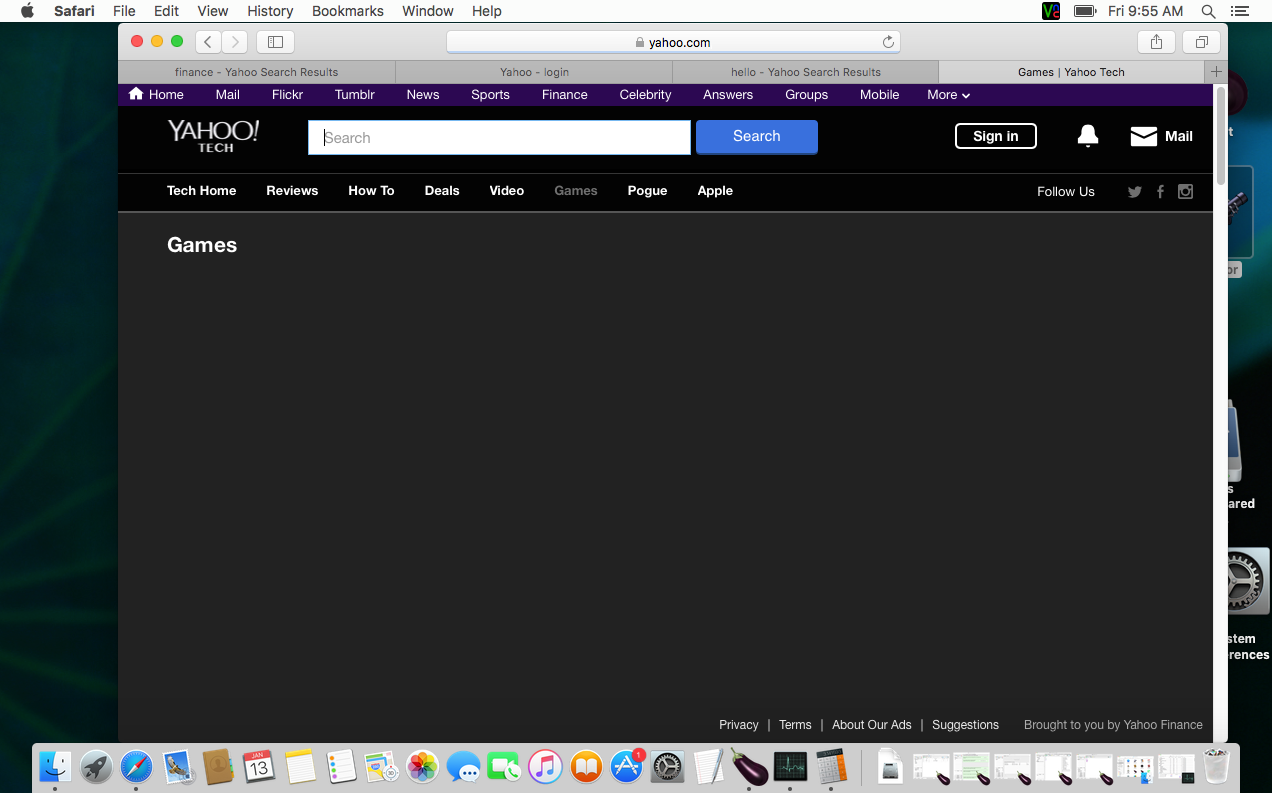 Safari File Edit View History Bookmarks Window Help Fri 9:55 AM
yahoo.com
finance - Yahoo Search Results Yahoo - login hello - Yahoo Search Results Games | Yahoo Tech
Home Mail Flickr Tumblr News Sports Finance Celebrity Answers Groups Mobile More
YAHOO!
TECH
Search Search Sign in Mail
Tech Home Reviews How To Deals Video Games Pogue Apple Follow Us
Games
Privacy | Terms | About Our Ads | Suggestions Brought to you by Yahoo Finance
JAN
13
1